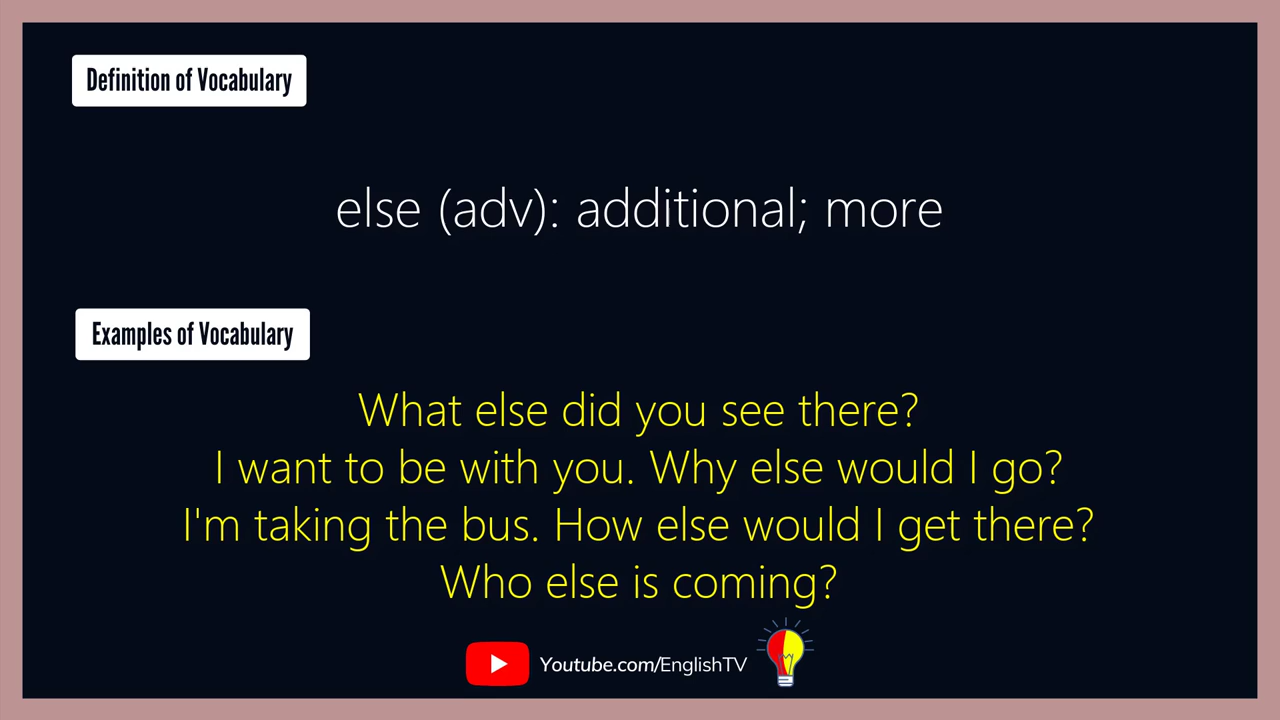 Definition of Vocabulary
else (adv): additional; more
Examples of Vocabulary
What else did you see there?
I want to be with you. Why else would I go?
I'm taking the bus. How else would I get there?
Who else is coming?
Youtube.com/EnglishTV